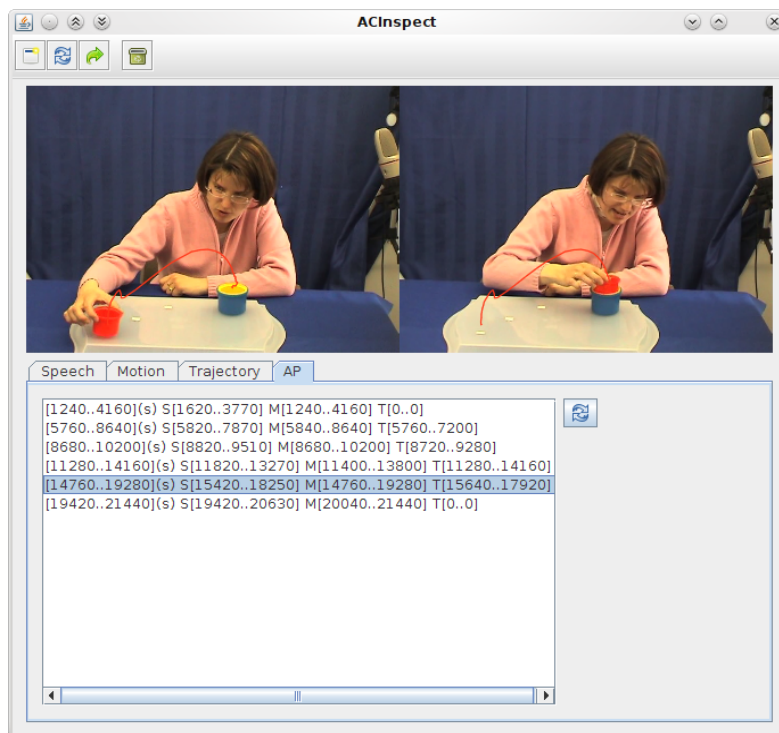 ACInspect
Speech Motion Trajectory AP
[1240..4160](s) S[1620..3770] M[1240..4160] T[0..0]
[5760..8640](s) S[5820..7870] M[5840..8640] T[5760..7200]
[8680..10200](s) S[8820..9510] M[8680..10200] T[8720..9280]
[11280..14160](s) S[11820..13270] M[11400..13800] T[11280..14160]
[14760..19280](s) S[15420..18250] M[14760..19280] T[15640..17920]
[19420..21440](s) S[19420..20630] M[20040..21440] T[0..0]